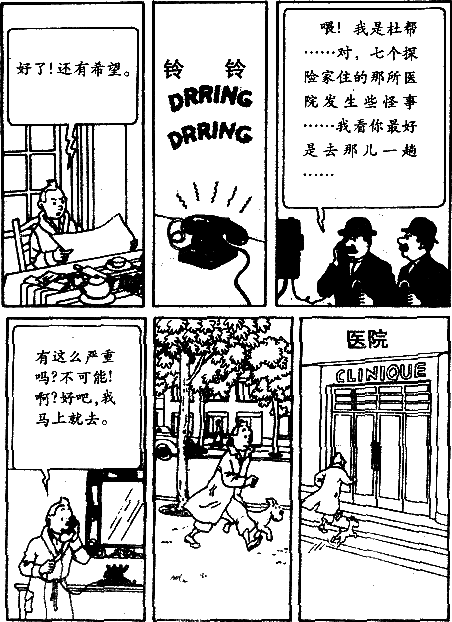 好了!还有希望。
铃 铃
DRRING
DRRING
喂!我是杜帮
……对,七个探
险家住的那所医
院发生些怪事
……我看你最好
是去那儿一趟
……
有这么严重
吗?不可能!
啊?好吧,我
马上就去。
医院
CLINIQUE